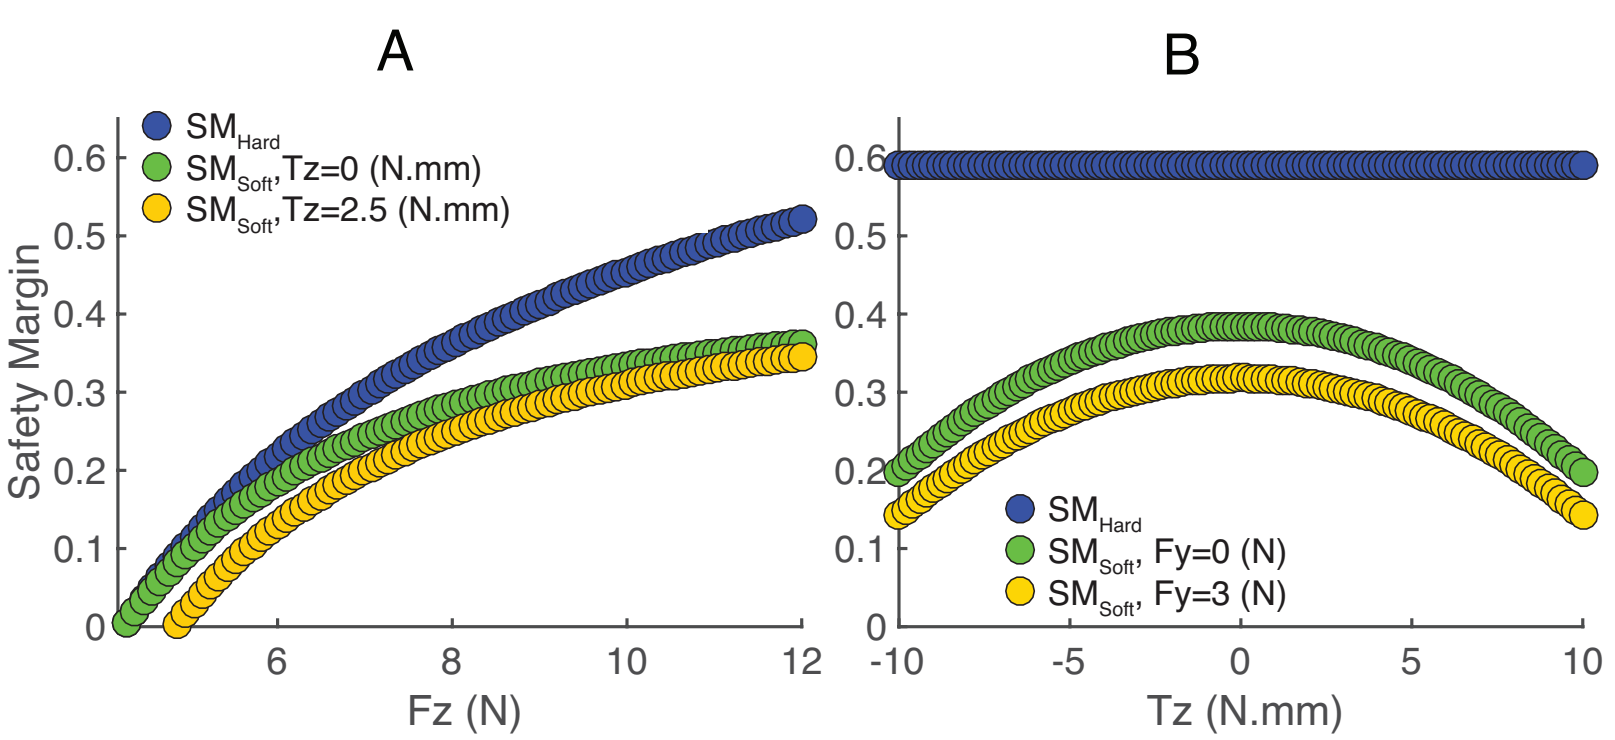 A
SMHard
SMSoft,Tz=0 (N.mm)
SMSoft,Tz=2.5 (N.mm)
Safety Margin
0.6
0.5
0.4
0.3
0.2
0.1
0
6
8
10
12
Fz (N)
B
0.6
0.5
0.4
0.3
0.2
0.1
0
SMHard
SMSoft, Fy=0 (N)
SMSoft, Fy=3 (N)
-10
-5
0
5
10
Tz (N.mm)